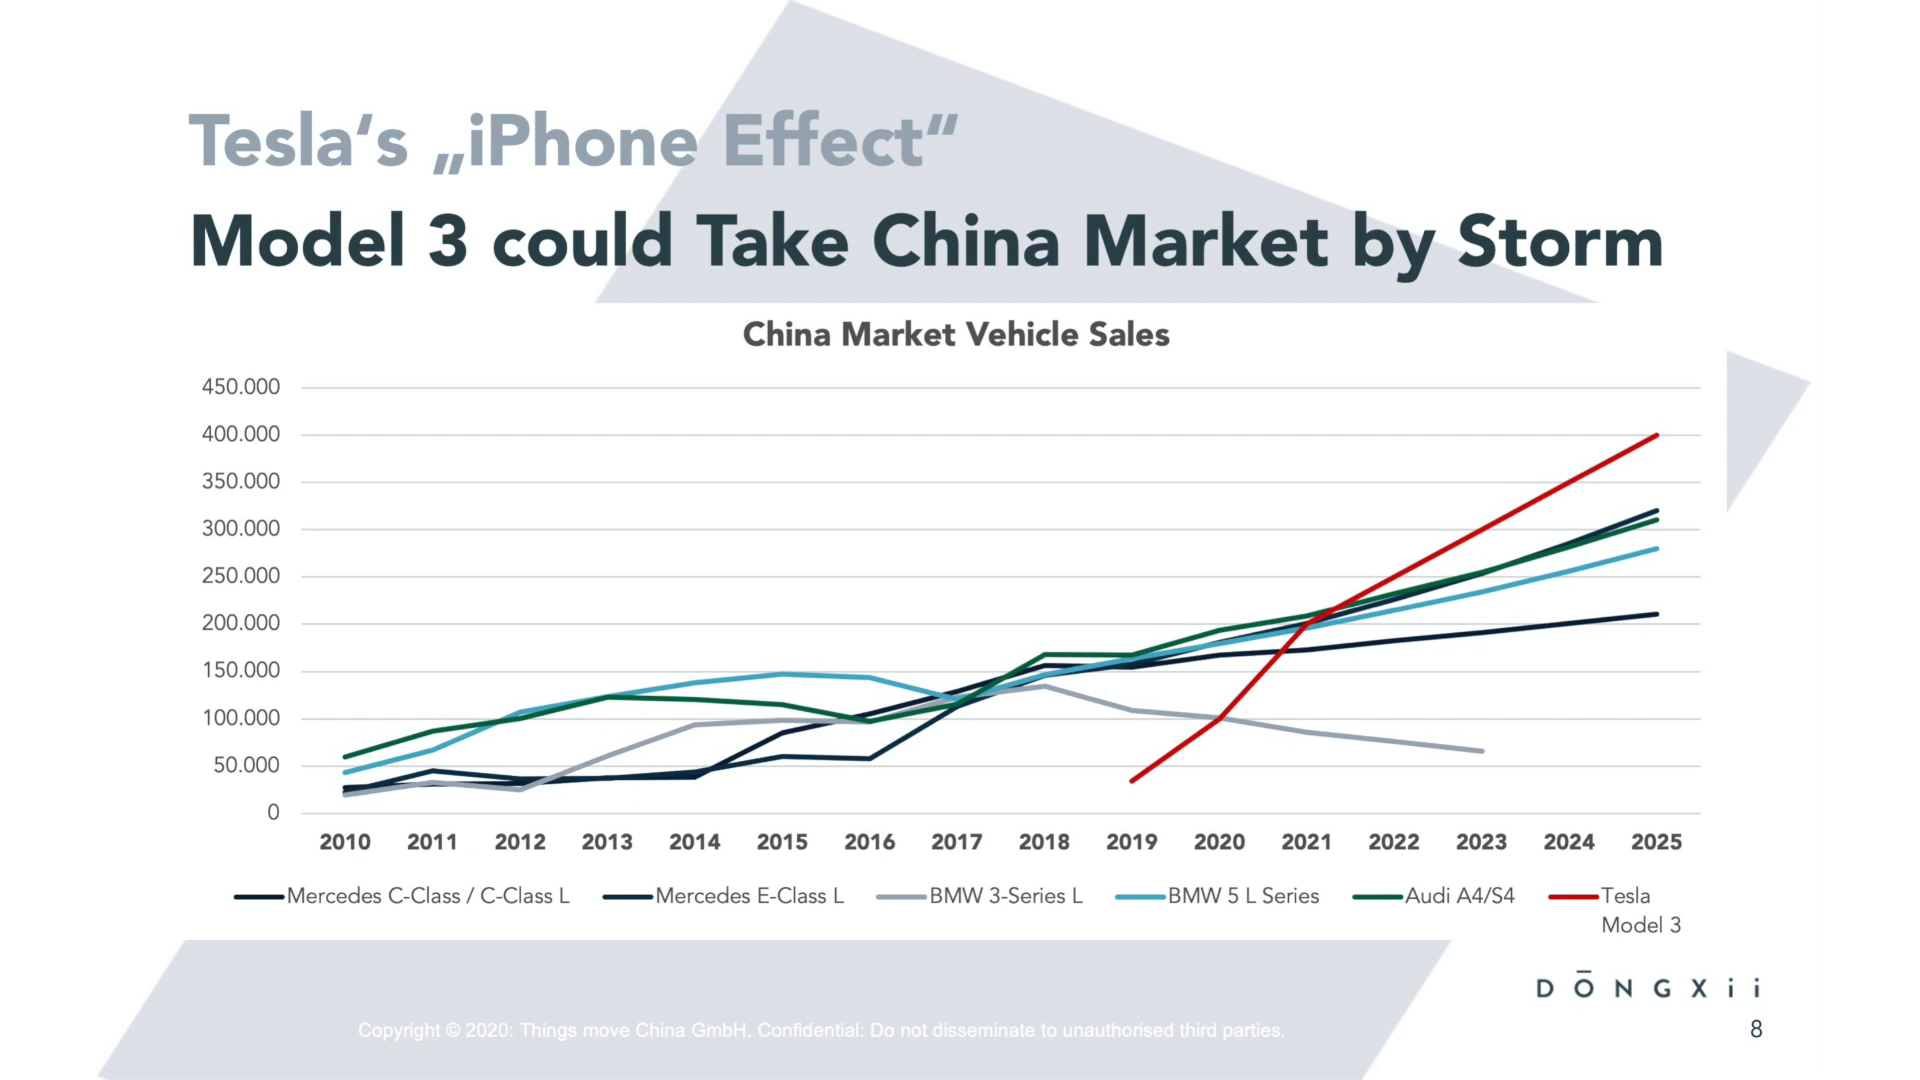 Tesla‘s „iPhone Effect“
Model 3 could Take China Market by Storm
China Market Vehicle Sales
450.000
400.000
350.000
300.000
250.000
200.000
150.000
100.000
50.000
0
2010 2011 2012 2013 2014 2015 2016 2017 2018 2019 2020 2021 2022 2023 2024 2025
Mercedes C-Class / C-Class L Mercedes E-Class L BMW 3-Series L BMW 5 L Series Audi A4/S4 Tesla
Model 3
DŌNGXii
Copyright © 2020: Things move China GmbH. Confidential: Do not disseminate to unauthorised third parties.
8